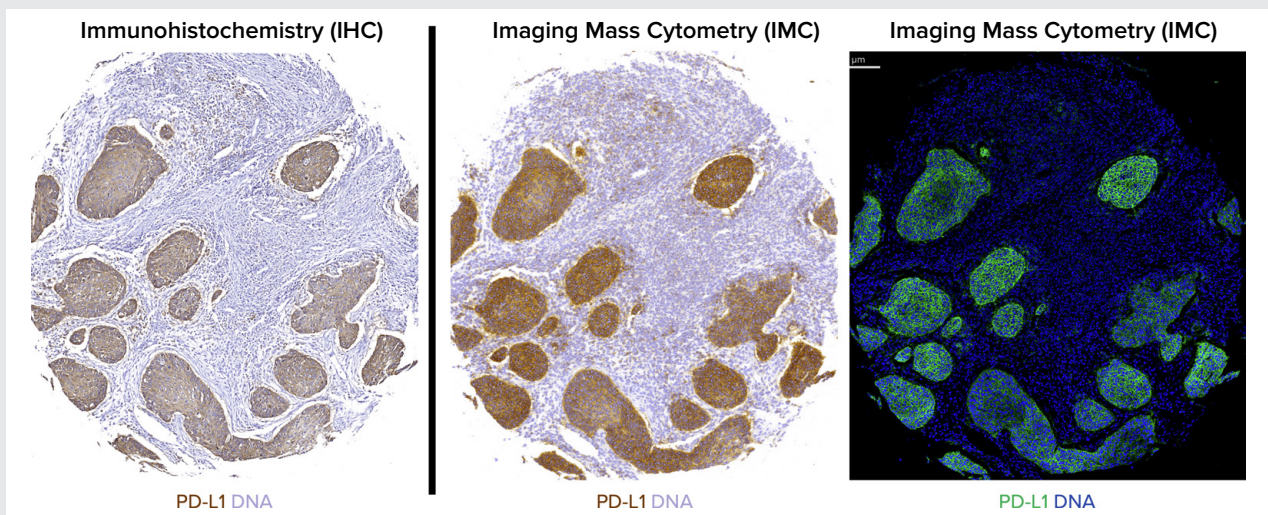 Immunohistochemistry (IHC)
Imaging Mass Cytometry (IMC)
Imaging Mass Cytometry (IMC)
µm
PD-L1 DNA
PD-L1 DNA
PD-L1 DNA